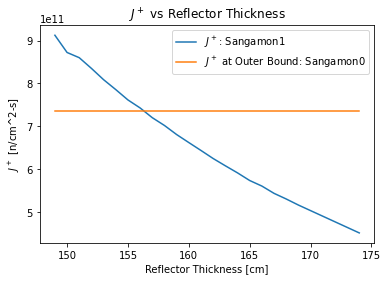 J⁺ vs Reflector Thickness
1e11
J⁺: Sangamon1
J⁺ at Outer Bound: Sangamon0
9
8
7
6
5
J⁺ [n/cm^2-s]
150 155 160 165 170 175
Reflector Thickness [cm]